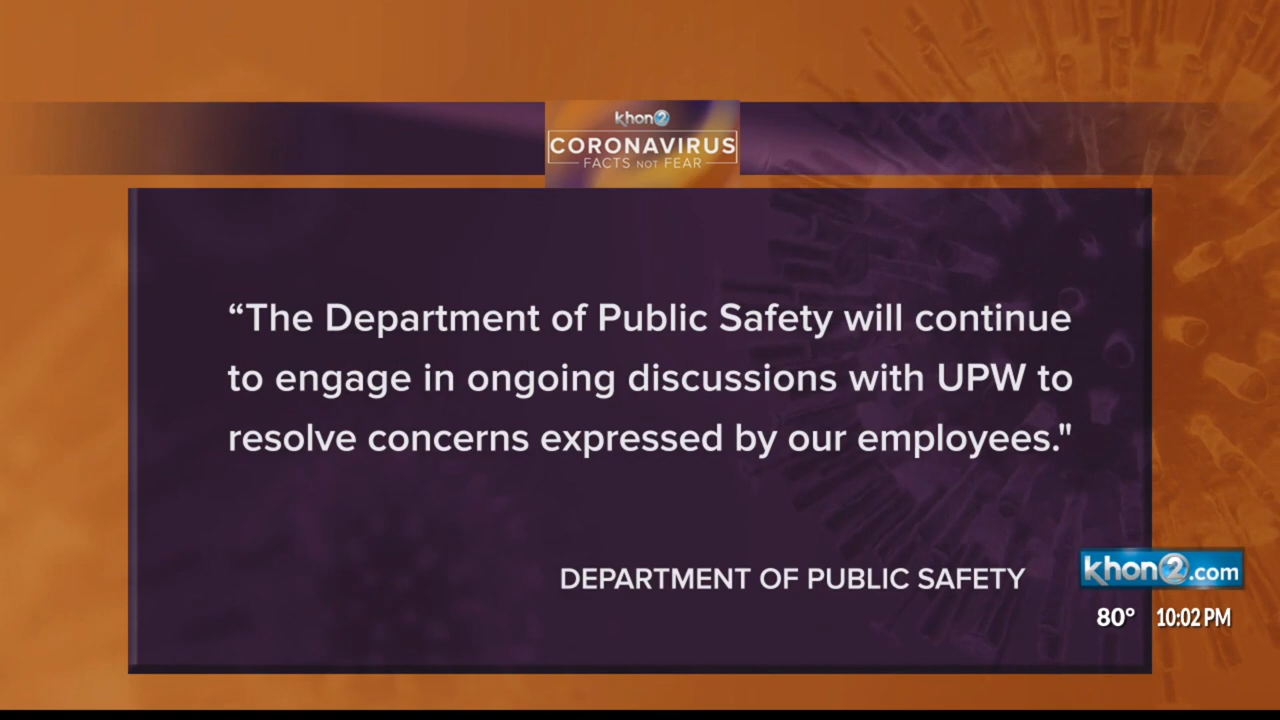 khon2
CORONAVIRUS
FACTS NOT FEAR
“The Department of Public Safety will continue
to engage in ongoing discussions with UPW to
resolve concerns expressed by our employees."
DEPARTMENT OF PUBLIC SAFETY
khon2.com
80° 10:02 PM